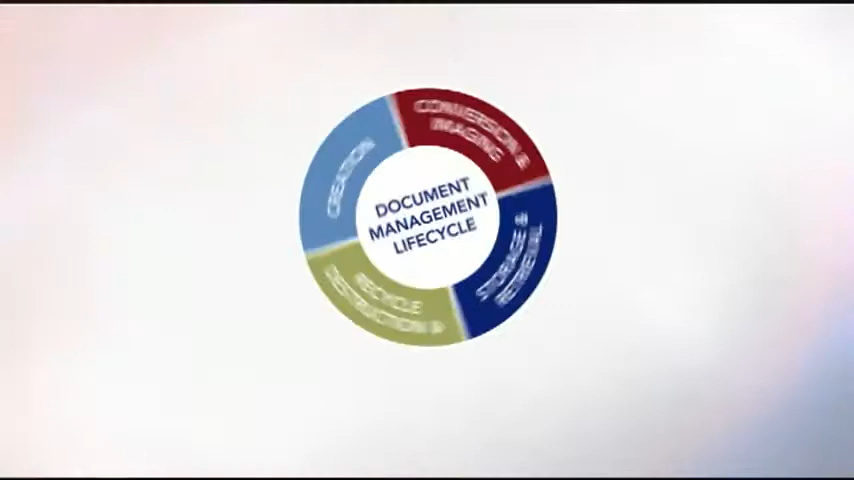 DOCUMENT
MANAGEMENT
LIFECYCLE
CREATION
CONVERSION &
IMAGING
STORAGE &
RETRIEVAL
DESTRUCTION &
RECYCLE